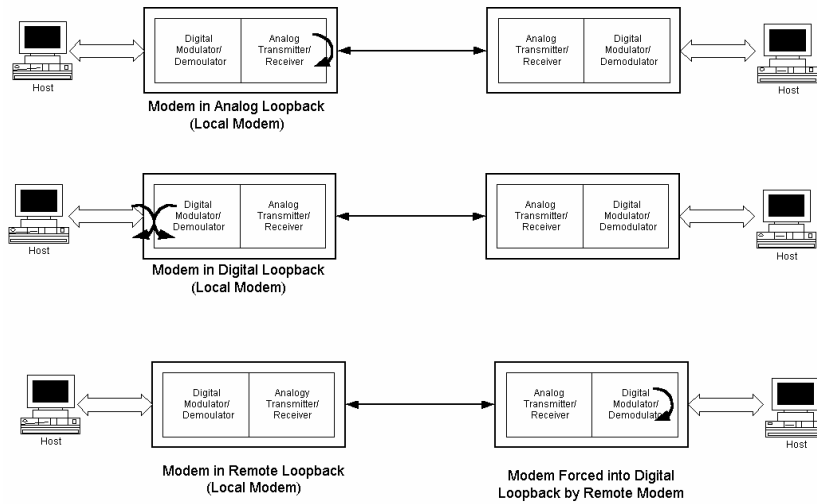 Digital Modulator/ Demoulator
Analog Transmitter/ Receiver
Analog Transmitter/ Receiver
Digital Modulator/ Demodulator
Host
Host
Modem in Analog Loopback
(Local Modem)
Digital Modulator/ Demoulator
Analog Transmitter/ Receiver
Analog Transmitter/ Receiver
Digital Modulator/ Demodulator
Host
Host
Modem in Digital Loopback
(Local Modem)
Digital Modulator/ Demoulator
Analogy Transmitter/ Receiver
Analog Transmitter/ Receiver
Digital Modulator/ Demodulator
Host
Host
Modem in Remote Loopback
(Local Modem)
Modem Forced into Digital
Loopback by Remote Modem